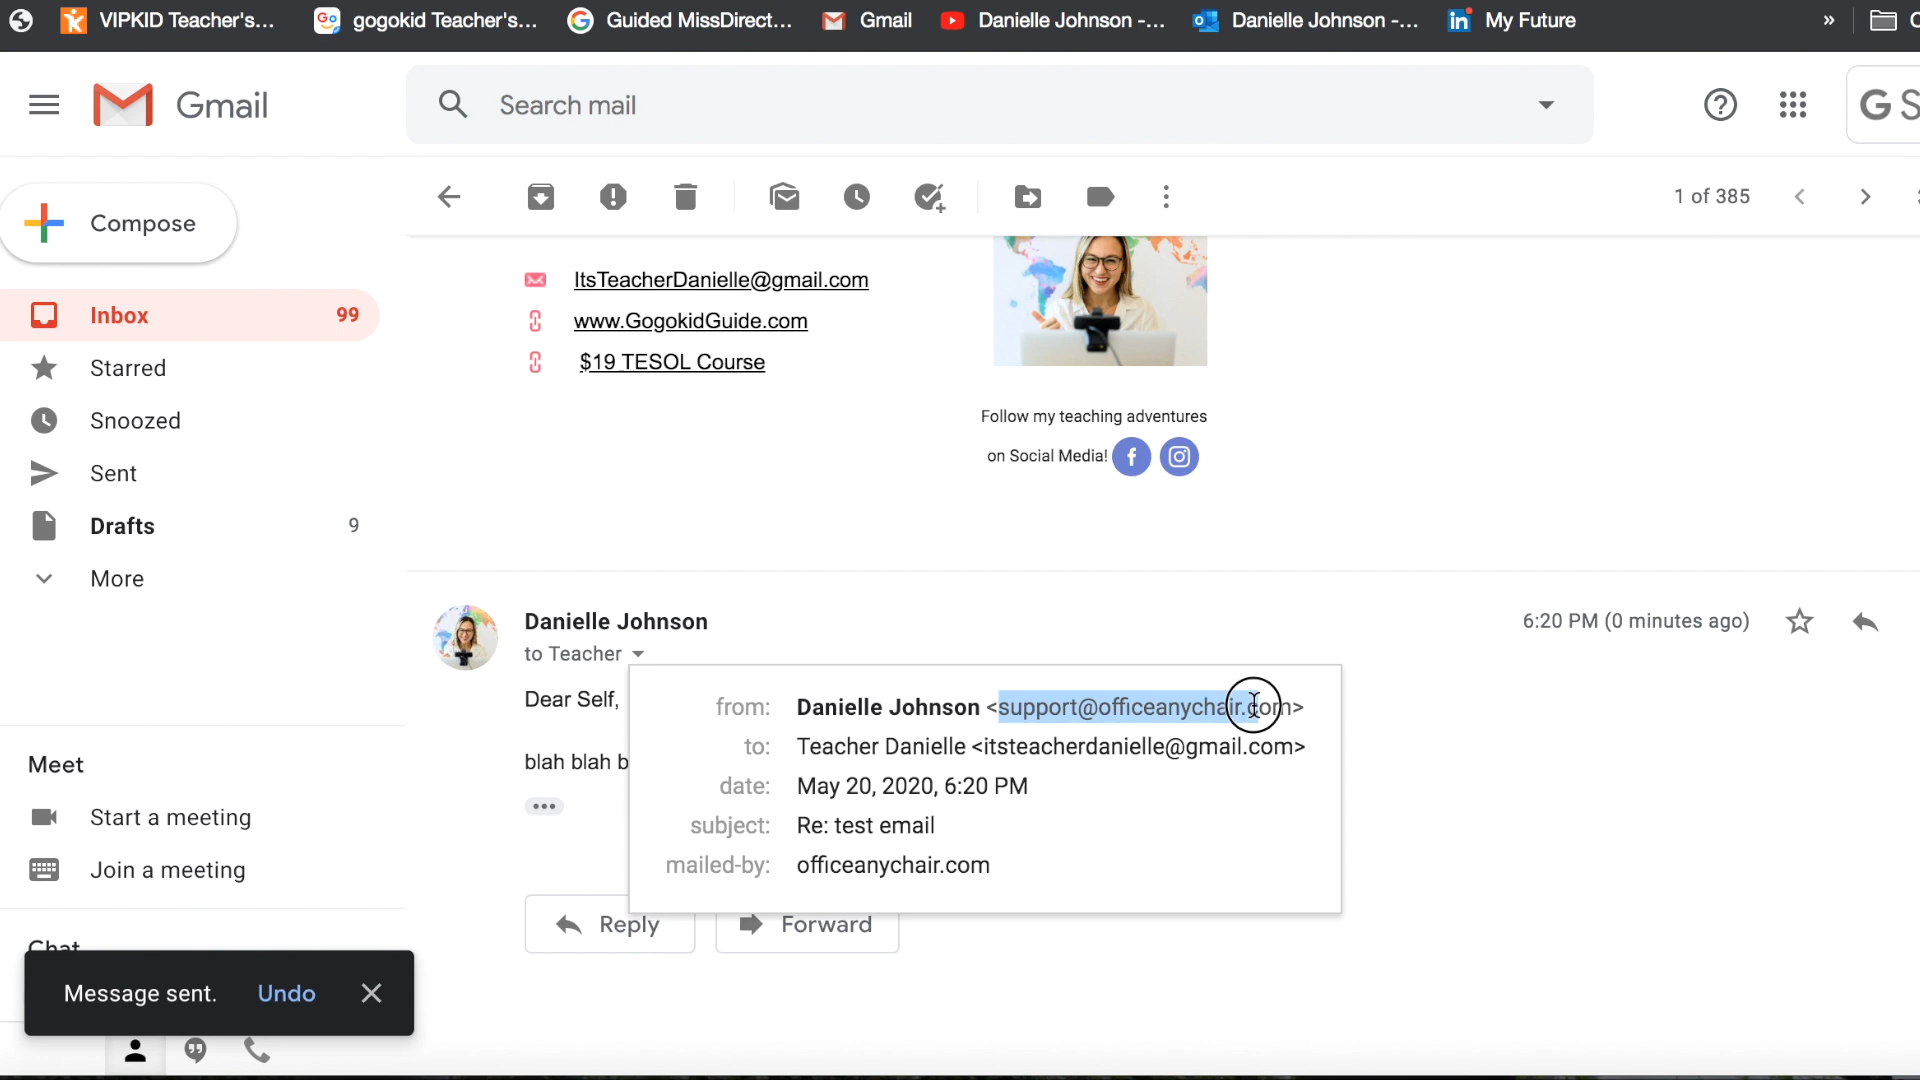 VIPKID Teacher's...
gogokid Teacher's...
Guided MissDirect...
Gmail
Danielle Johnson -...
Danielle Johnson -...
My Future
»
Gmail
Search mail
Compose
1 of 385
Inbox 99
Starred
Snoozed
Sent
Drafts 9
More
ItsTeacherDanielle@gmail.com
www.GogokidGuide.com
$19 TESOL Course
Follow my teaching adventures
on Social Media!
Danielle Johnson
6:20 PM (0 minutes ago)
to Teacher
Dear Self,
blah blah b
from: Danielle Johnson <support@officeanychair.com>
to: Teacher Danielle <itsteacherdanielle@gmail.com>
date: May 20, 2020, 6:20 PM
subject: Re: test email
mailed-by: officeanychair.com
Reply
Forward
Meet
Start a meeting
Join a meeting
Chat
Message sent. Undo